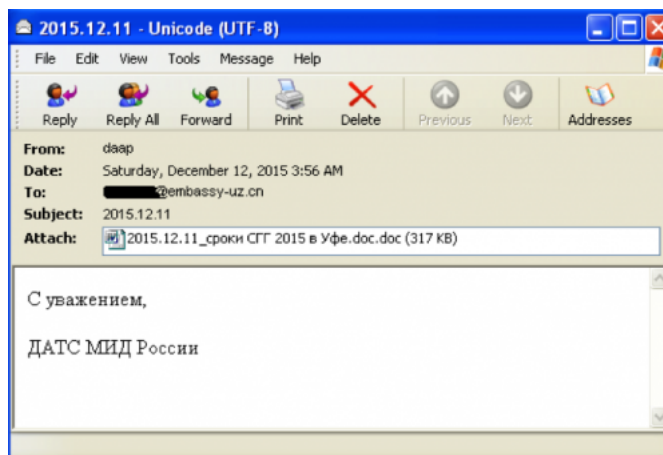 2015.12.11 - Unicode (UTF-8)
File Edit View Tools Message Help
Reply Reply All Forward Print Delete Previous Next Addresses
From: daap
Date: Saturday, December 12, 2015 3:56 AM
To: @embassy-uz.cn
Subject: 2015.12.11
Attach: 2015.12.11_сроки СГГ 2015 в Уфе.doc.doc (317 KB)
С уважением,
ДАТС МИД России